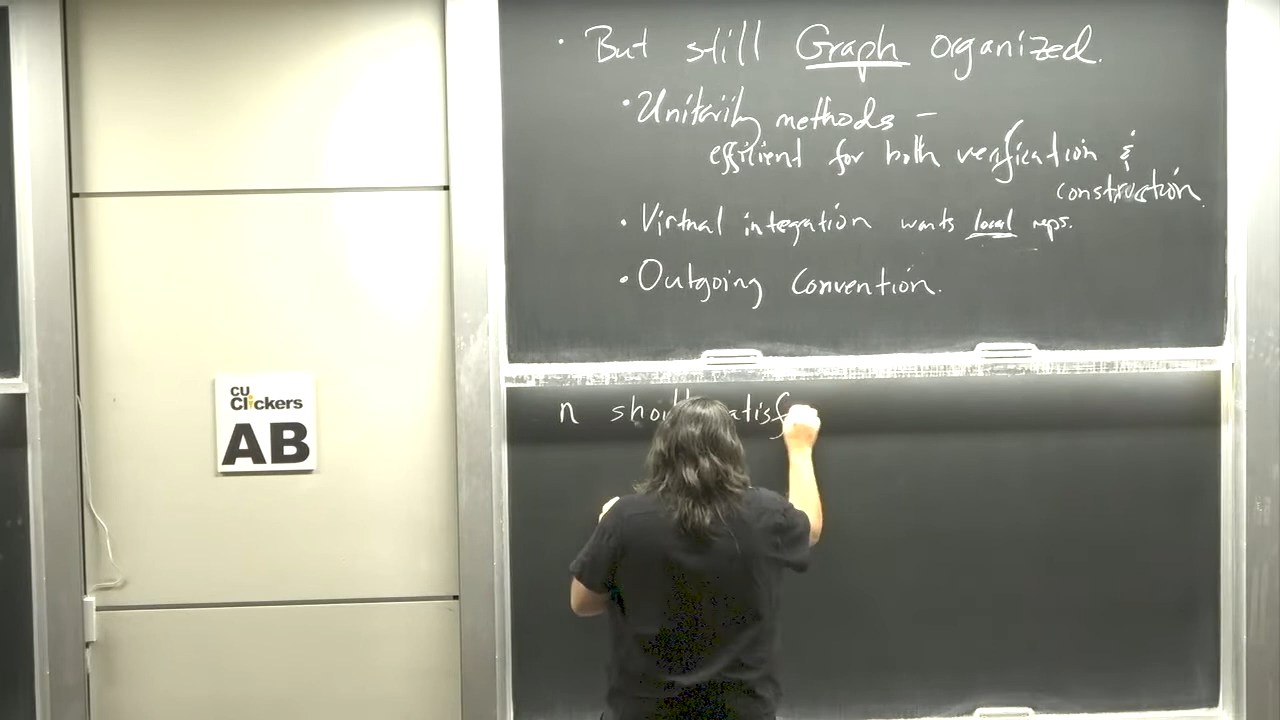 · But still Graph organized.
· Unitarity methods –
efficient for both verification &
construction.
· Virtual integration wants local reps.
· Outgoing Convention.
n should satisf
CU
Clickers
AB